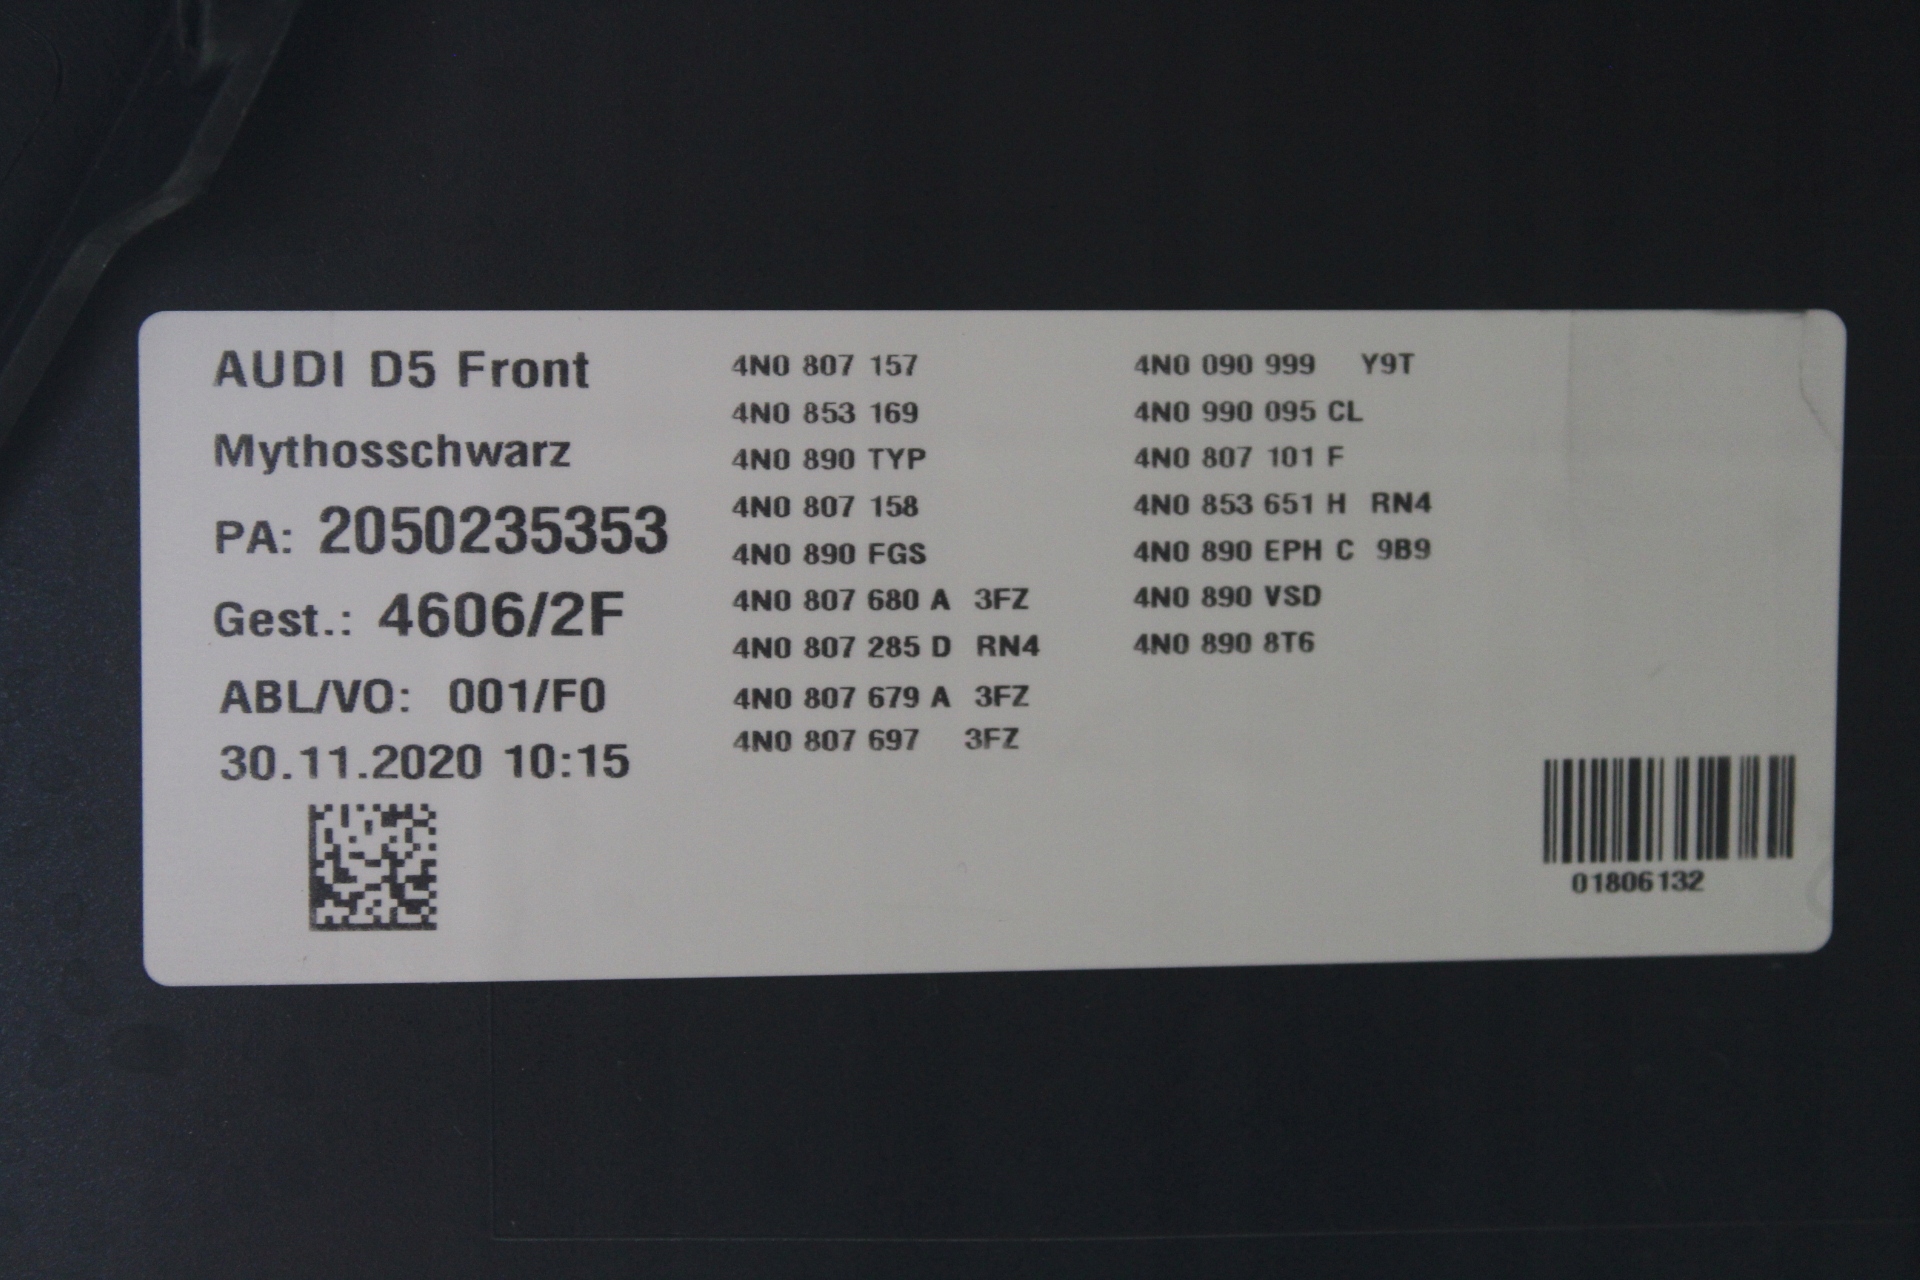 AUDI D5 Front
Mythosschwarz
PA: 2050235353
Gest.: 4606/2F
ABL/VO: 001/F0
30.11.2020 10:15
4N0 807 157
4N0 853 169
4N0 890 TYP
4N0 807 158
4N0 890 FGS
4N0 807 680 A 3FZ
4N0 807 285 D RN4
4N0 807 679 A 3FZ
4N0 807 697 3FZ
4N0 090 999 Y9T
4N0 990 095 CL
4N0 807 101 F
4N0 853 651 H RN4
4N0 890 EPH C 9B9
4N0 890 VSD
4N0 890 8T6
01806132